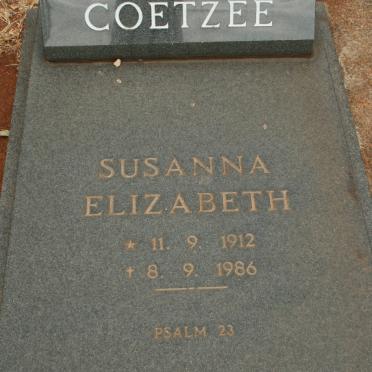 COETZEE
SUSANNA
ELIZABETH
* 11. 9. 1912
† 8. 9. 1986
PSALM 23